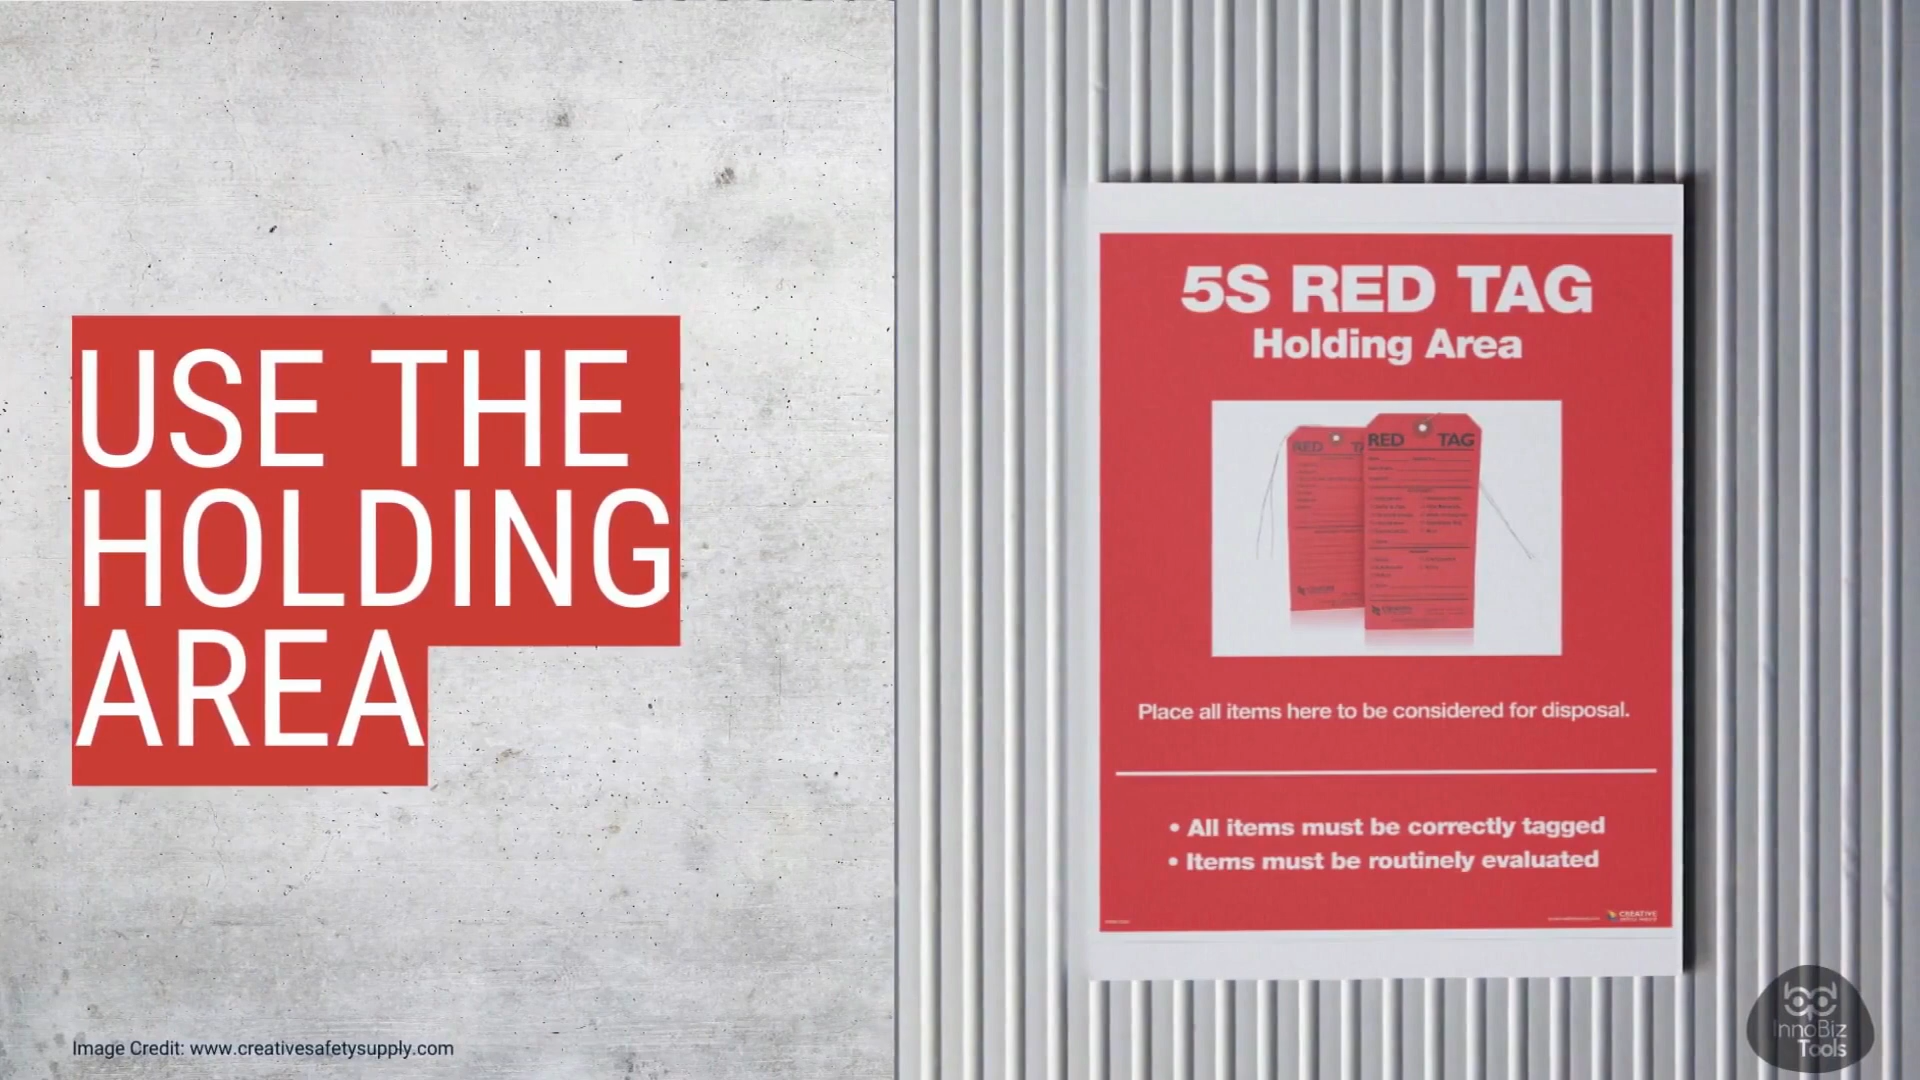 USE THE
HOLDING
AREA
5S RED TAG
Holding Area
RED T
RED TAG
Place all items here to be considered for disposal.
• All items must be correctly tagged
• Items must be routinely evaluated
CREATIVE
Image Credit: www.creativesafetysupply.com
InnoBiz
Tools